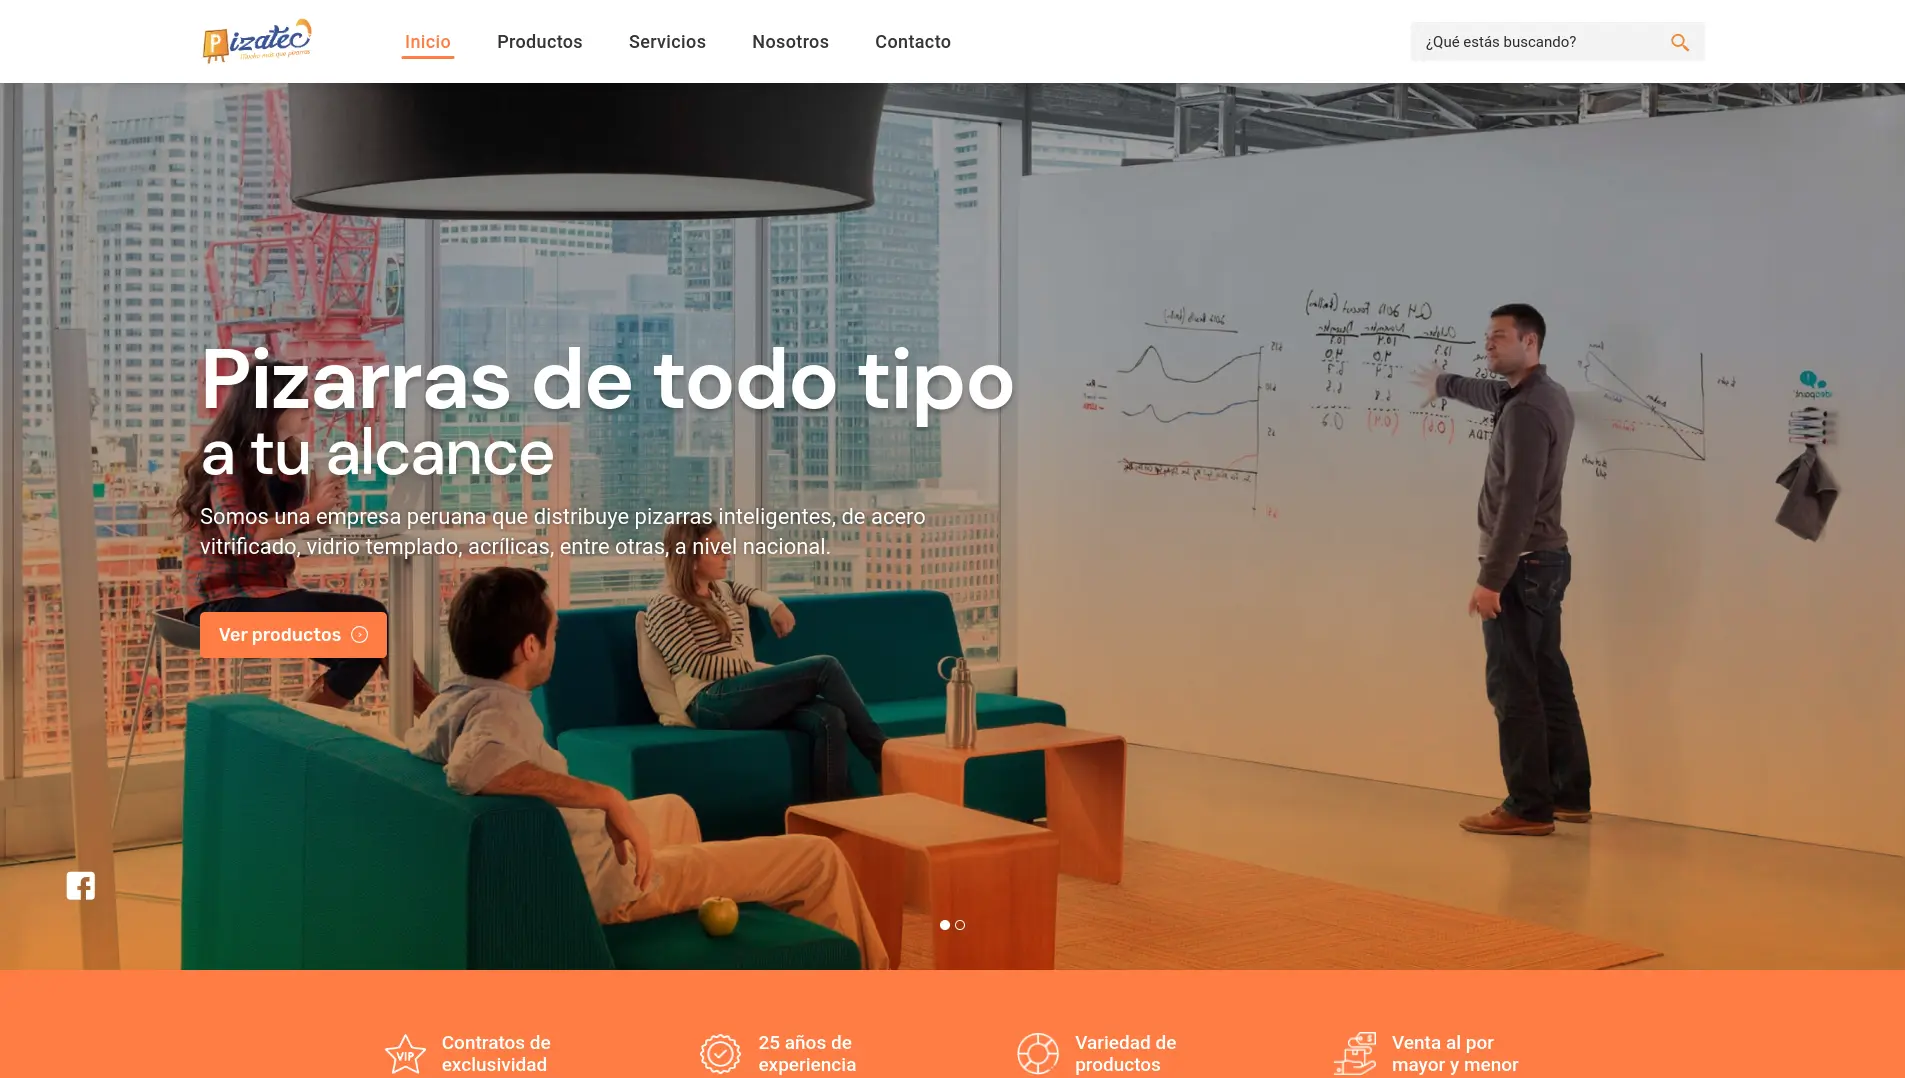 Pizatec
Inicio
Productos
Servicios
Nosotros
Contacto
¿Qué estás buscando?
Pizarras de todo tipo
a tu alcance
Somos una empresa peruana que distribuye pizarras inteligentes, de acero
vitrificado, vidrio templado, acrílicas, entre otras, a nivel nacional.
Ver productos
VIP
Contratos de
exclusividad
25 años de
experiencia
Variedad de
productos
Venta al por
mayor y menor